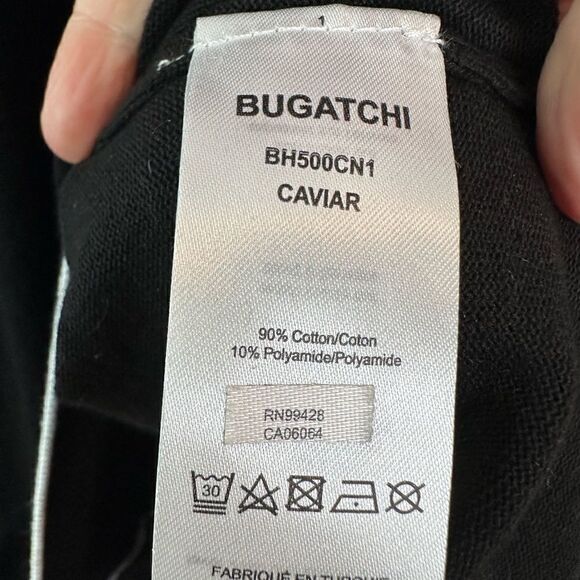 1
BUGATCHI
BH500CN1
CAVIAR
90% Cotton/Coton
10% Polyamide/Polyamide
RN99428
CA06064
30
FABRIQUÉ EN TURQUIE